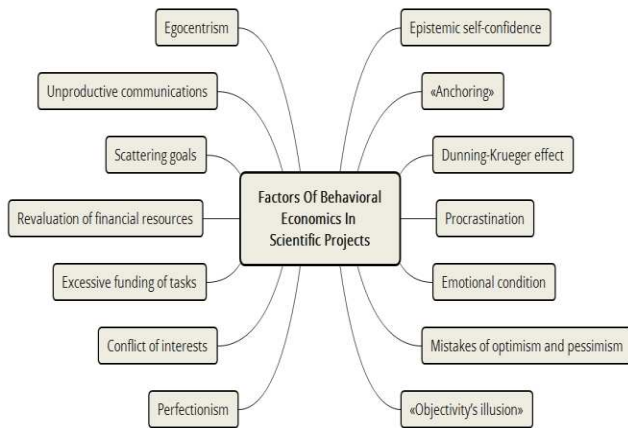 Egocentrism
Unproductive communications
Scattering goals
Revaluation of financial resources
Excessive funding of tasks
Conflict of interests
Perfectionism
Factors Of Behavioral
Economics In
Scientific Projects
Epistemic self-confidence
«Anchoring»
Dunning-Krueger effect
Procrastination
Emotional condition
Mistakes of optimism and pessimism
«Objectivity's illusion»